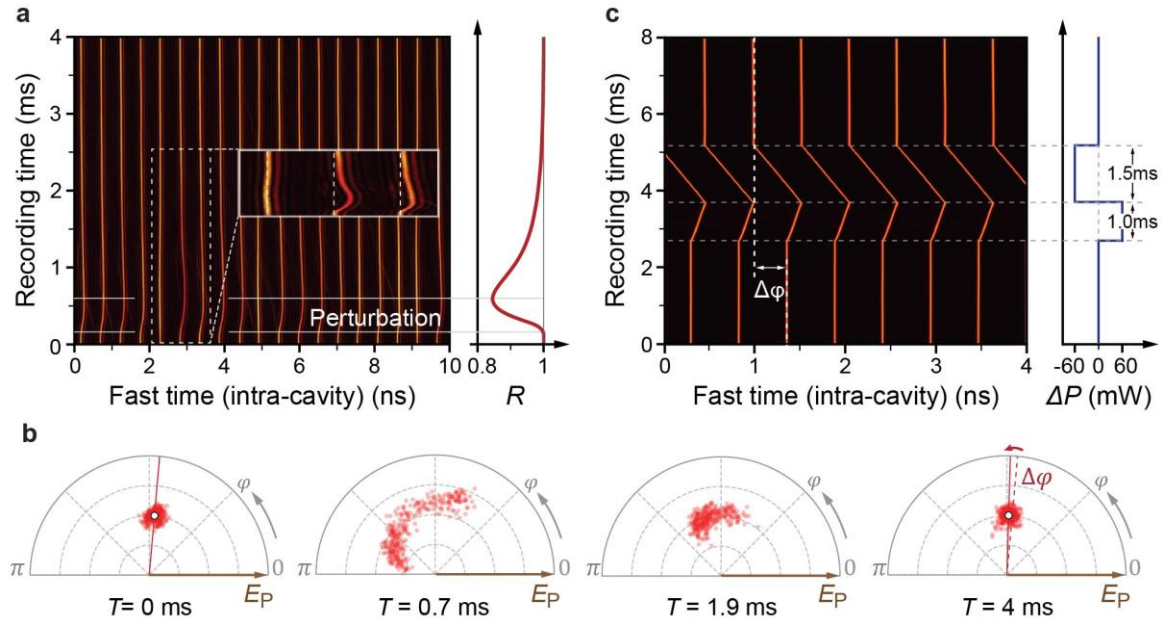 a
4
3
2
1
0
Recording time (ms)
Perturbation
0 2 4 6 8 10
Fast time (intra-cavity) (ns)
0.8 1
R
c
8
6
4
2
0
Recording time (ms)
Δφ
0 1 2 3 4
Fast time (intra-cavity) (ns)
1.5ms
1.0ms
-60 0 60
ΔP (mW)
b
φ
π 0
E_P
T= 0 ms
φ
π 0
E_P
T = 0.7 ms
φ
π 0
E_P
T = 1.9 ms
Δφ
φ
π 0
E_P
T = 4 ms